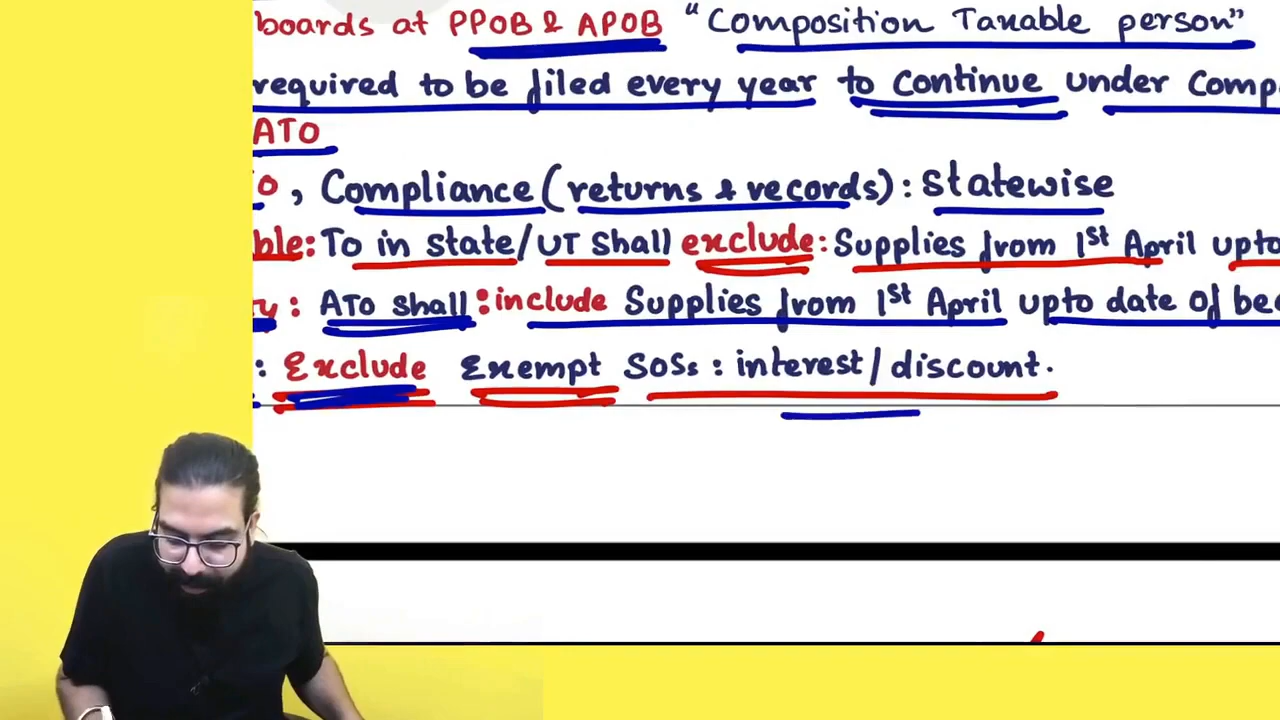 boards at PPOB & APOB "Composition Taxable person"
required to be filed every year to continue under Comp
ATO
, Compliance (returns & records): Statewise
ble: To in state/UT shall exclude: Supplies from 1st April upto
: ATO shall: include Supplies from 1st April upto date of be
: Exclude Exempt SOSs: interest/discount.